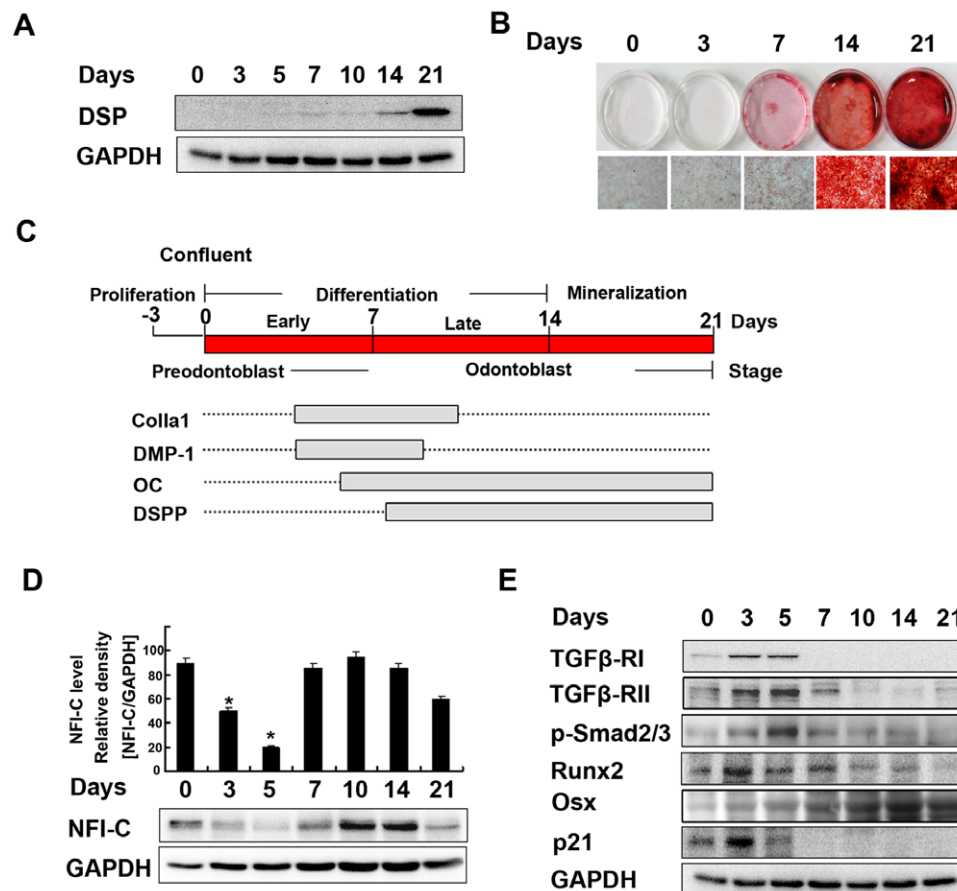 A
Days 0 3 5 7 10 14 21
DSP
GAPDH
B
Days 0 3 7 14 21
C
Confluent
Proliferation Differentiation Mineralization
-3 0 Early 7 Late 14 21 Days
Preodontoblast Odontoblast Stage
Colla1
DMP-1
OC
DSPP
D
NFI-C level
Relative density
[NFI-C/GAPDH]
100
80
60
40
20
0
* *
Days 0 3 5 7 10 14 21
NFI-C
GAPDH
E
Days 0 3 5 7 10 14 21
TGFβ-RI
TGFβ-RII
p-Smad2/3
Runx2
Osx
p21
GAPDH